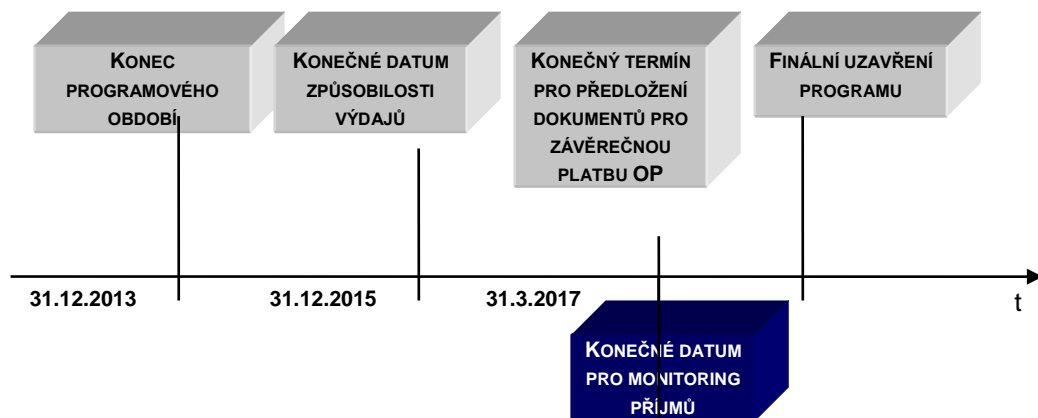 KONEC
PROGRAMOVÉHO
OBDOBÍ
KONEČNÉ DATUM
ZPŮSOBILOSTI
VÝDAJŮ
KONEČNÝ TERMÍN
PRO PŘEDLOŽENÍ
DOKUMENTŮ PRO
ZÁVĚREČNOU
PLATBU OP
FINÁLNÍ UZAVŘENÍ
PROGRAMU
31.12.2013
31.12.2015
31.3.2017
t
KONEČNÉ DATUM
PRO MONITORING
PŘÍJMŮ